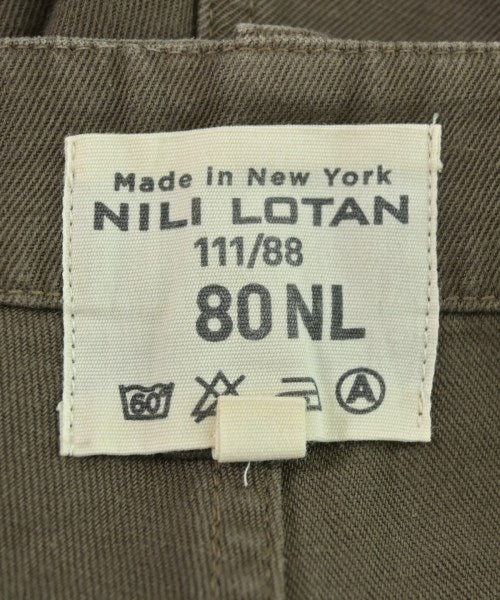 Made in New York
NILI LOTAN
111/88
80 NL
60 A